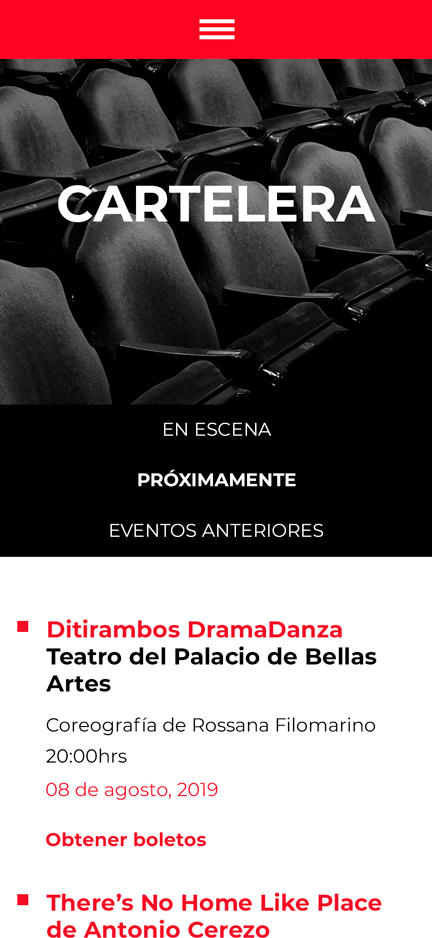 CARTELERA
EN ESCENA
PRÓXIMAMENTE
EVENTOS ANTERIORES
Ditirambos DramaDanza
Teatro del Palacio de Bellas
Artes
Coreografía de Rossana Filomarino
20:00hrs
08 de agosto, 2019
Obtener boletos
There’s No Home Like Place
de Antonio Cerezo